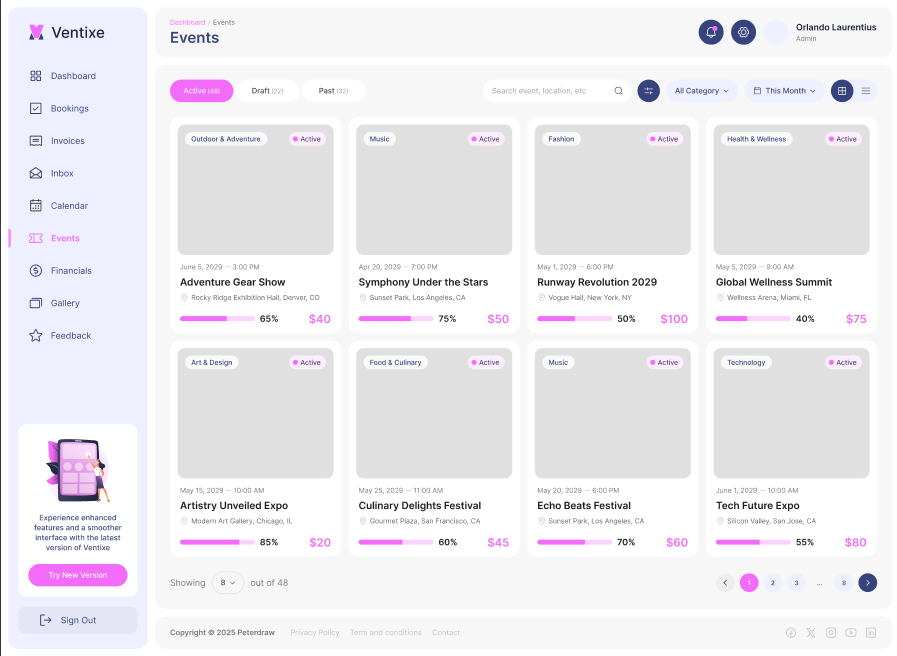 Ventixe
Dashboard
Bookings
Invoices
Inbox
Calendar
Events
Financials
Gallery
Feedback
Experience enhanced
features and a smoother
interface with the latest
version of Ventixe
Try New Version
Sign Out
Dashboard / Events
Events
Orlando Laurentius
Admin
Active (48)
Draft (22)
Past (32)
Search event, location, etc
All Category
This Month
Outdoor & Adventure
Active
June 5, 2029 — 3:00 PM
Adventure Gear Show
Rocky Ridge Exhibition Hall, Denver, CO
65%
$40
Music
Active
Apr 20, 2029 — 7:00 PM
Symphony Under the Stars
Sunset Park, Los Angeles, CA
75%
$50
Fashion
Active
May 1, 2029 — 6:00 PM
Runway Revolution 2029
Vogue Hall, New York, NY
50%
$100
Health & Wellness
Active
May 5, 2029 — 9:00 AM
Global Wellness Summit
Wellness Arena, Miami, FL
40%
$75
Art & Design
Active
May 15, 2029 — 10:00 AM
Artistry Unveiled Expo
Modern Art Gallery, Chicago, IL
85%
$20
Food & Culinary
Active
May 25, 2029 — 11:00 AM
Culinary Delights Festival
Gourmet Plaza, San Francisco, CA
60%
$45
Music
Active
May 20, 2029 — 6:00 PM
Echo Beats Festival
Sunset Park, Los Angeles, CA
70%
$60
Technology
Active
June 1, 2029 — 10:00 AM
Tech Future Expo
Silicon Valley, San Jose, CA
55%
$80
Showing 8 out of 48
1 2 3 ... 8
Copyright © 2025 Peterdraw
Privacy Policy
Term and conditions
Contact